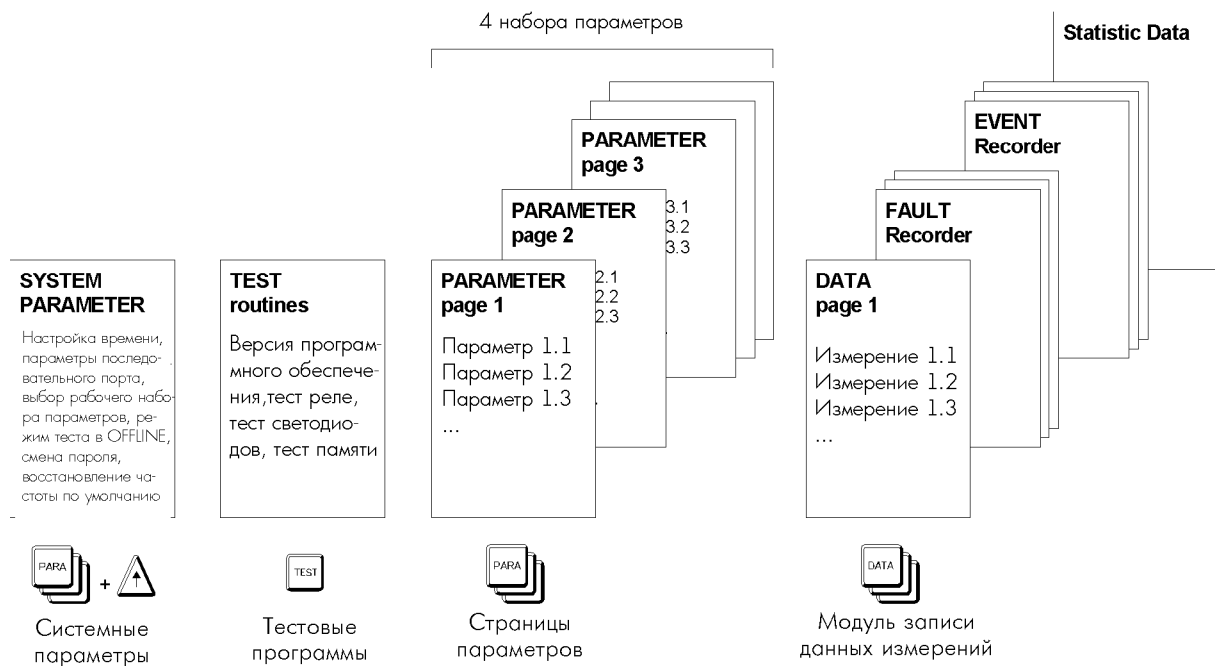 4 набора параметров
Statistic Data
EVENT
Recorder
PARAMETER
page 3
3.1
3.2
3.3
FAULT
Recorder
PARAMETER
page 2
2.1
2.2
2.3
SYSTEM
PARAMETER
Настройка времени,
параметры последо-
вательного порта,
выбор рабочего набо-
ра параметров, ре-
жим теста в OFFLINE,
смена пароля,
восстановление ча-
стоты по умолчанию
TEST
routines
Версия програм-
много обеспече-
ния,тест реле,
тест светодио-
дов, тест памяти
PARAMETER
page 1
Параметр 1.1
Параметр 1.2
Параметр 1.3
...
DATA
page 1
Измерение 1.1
Измерение 1.2
Измерение 1.3
...
PARA
+
Системные
параметры
TEST
Тестовые
программы
PARA
Страницы
параметров
DATA
Модуль записи
данных измерений